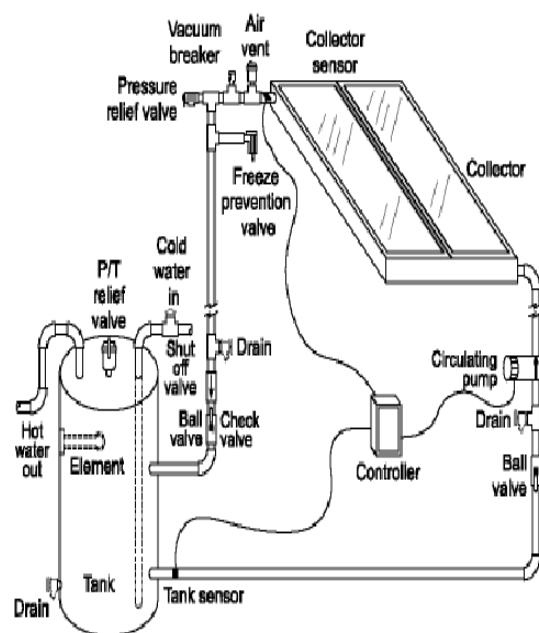 Vacuum
breaker
Air
vent
Collector
sensor
Pressure
relief valve
Collector
Freeze
prevention
valve
Cold
water
in
P/T
relief
valve
Shut
off
valve
Drain
Circulating
pump
Ball
valve
Check
valve
Drain
Hot
water
out
Element
Controller
Ball
valve
Tank
Tank sensor
Drain